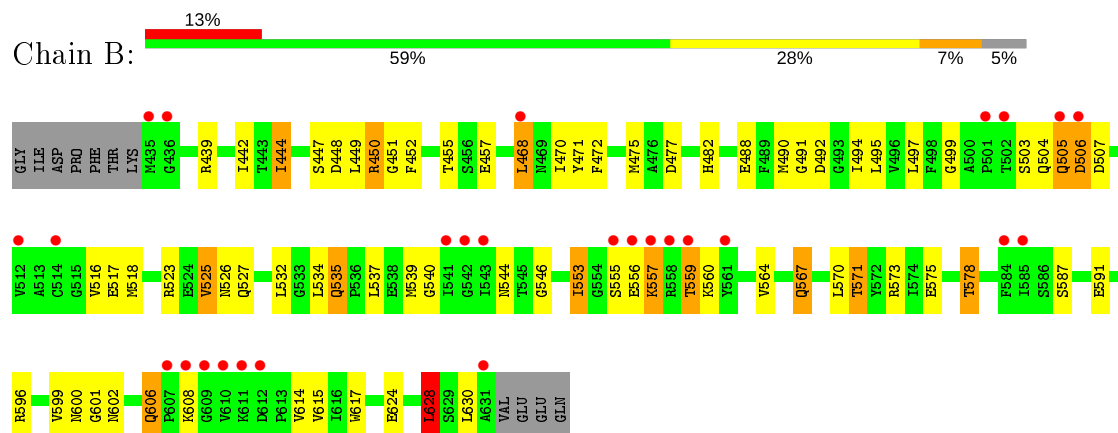 13%
Chain B:
59% 28% 7% 5%
GLY ILE ASP PRO PHE THR LYS M435 G436 R439 I442 T443 I444 S447 D448 L449 R450 G451 F452 T455 S456 E457 L468 N469 I470 Y471 F472 M475 A476 D477 H482 E488 F489 M490 G491 D492 G493 I494 L495 V496 L497 F498 G499 A500 P501 T502 S503 Q504 Q505 D506 D507
V512 A513 C514 G515 V516 E517 M518 R523 E524 V525 N526 Q527 L532 G533 L534 Q535 P536 L537 E538 M539 G540 I541 G542 I543 N544 T545 G546 I553 G554 S555 E556 K557 R558 T559 K560 Y561 V564 Q567 L570 T571 Y572 R573 I574 E575 T578 F584 I585 S586 S587 E591
R596 V599 N600 G601 N602 Q606 P607 K608 G609 V610 K611 D612 P613 V614 V615 I616 W617 E624 L628 S629 L630 A631 VAL GLU GLU GLN